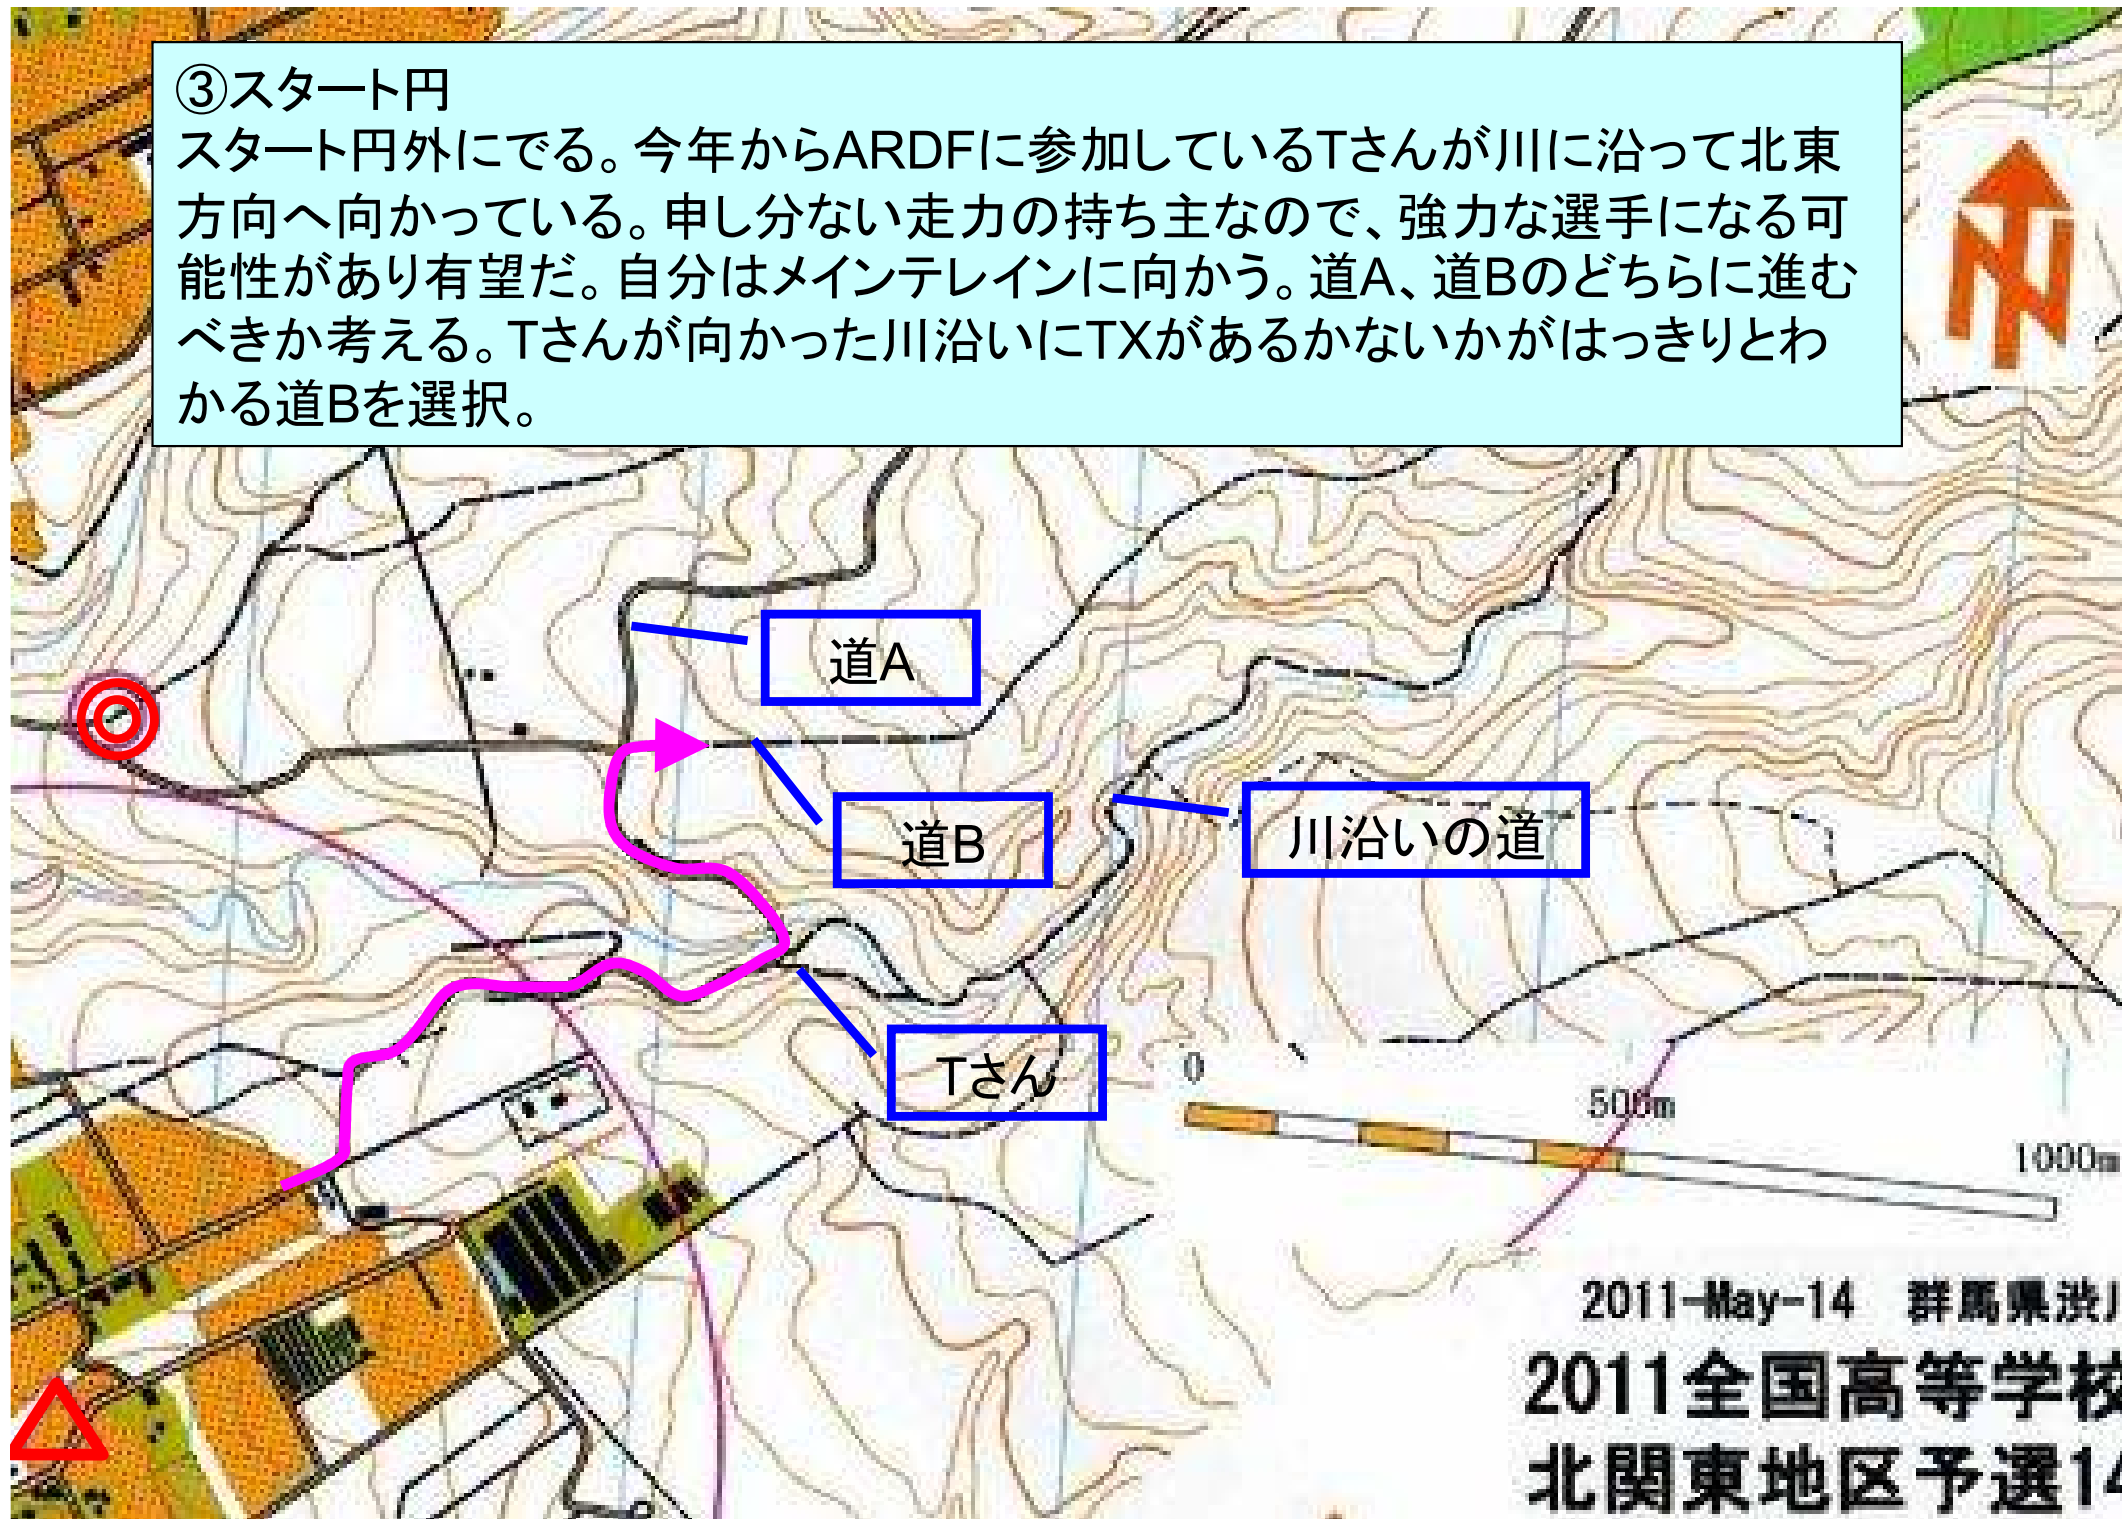 ③スタート円
スタート円外にでる。今年からARDFに参加しているTさんが川に沿って北東
方向へ向かっている。申し分ない走力の持ち主なので、強力な選手になる可
能性があり有望だ。自分はメインテレインに向かう。道A、道Bのどちらに進む
べきか考える。Tさんが向かった川沿いにTXがあるかないかがはっきりとわ
かる道Bを選択。
道A
道B
川沿いの道
Tさん
0
500m
1000m
2011-May-14 群馬県渋川
2011全国高等学校
北関東地区予選14